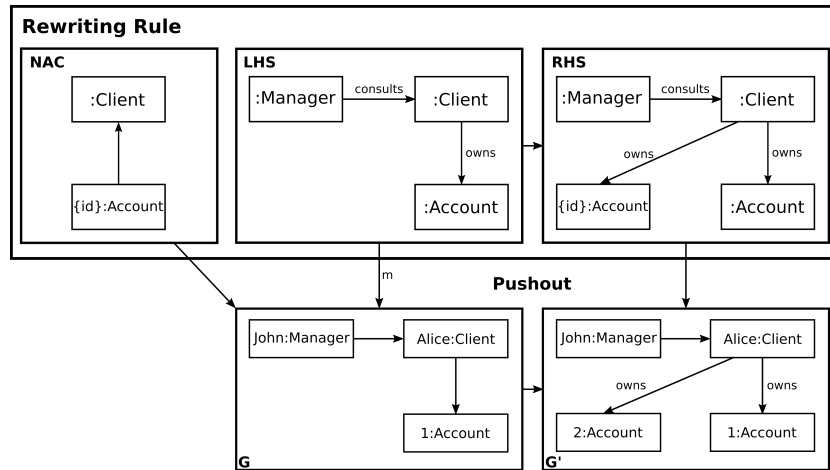 Rewriting Rule
NAC
:Client
{id}:Account
LHS
:Manager
consults
:Client
owns
:Account
RHS
:Manager
consults
:Client
owns
owns
{id}:Account
:Account
m
Pushout
John:Manager
Alice:Client
1:Account
G
John:Manager
Alice:Client
owns
owns
2:Account
1:Account
G'